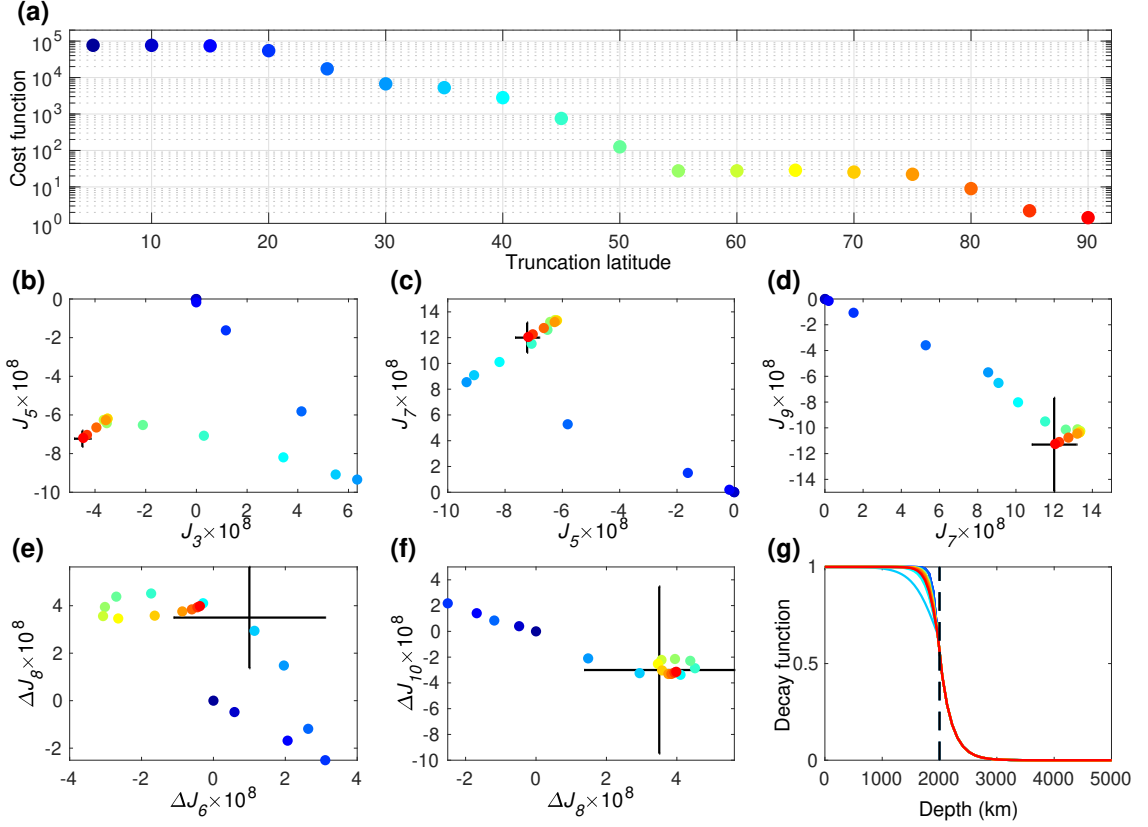 (a)
Cost function
10^5
10^4
10^3
10^2
10^1
10^0
10 20 30 40 50 60 70 80 90
Truncation latitude
(b)
J_5×10^8
0
-2
-4
-6
-8
-10
-4 -2 0 2 4 6
J_3×10^8
(c)
J_7×10^8
14
12
10
8
6
4
2
0
-10 -8 -6 -4 -2 0
J_5×10^8
(d)
J_9×10^8
0
-2
-4
-6
-8
-10
-12
-14
0 2 4 6 8 10 12 14
J_7×10^8
(e)
ΔJ_8×10^8
4
2
0
-2
-4 -2 0 2 4
ΔJ_6×10^8
(f)
ΔJ_10×10^8
4
2
0
-2
-4
-6
-8
-10
-2 0 2 4
ΔJ_8×10^8
(g)
Decay function
1
0.5
0
0 1000 2000 3000 4000 5000
Depth (km)